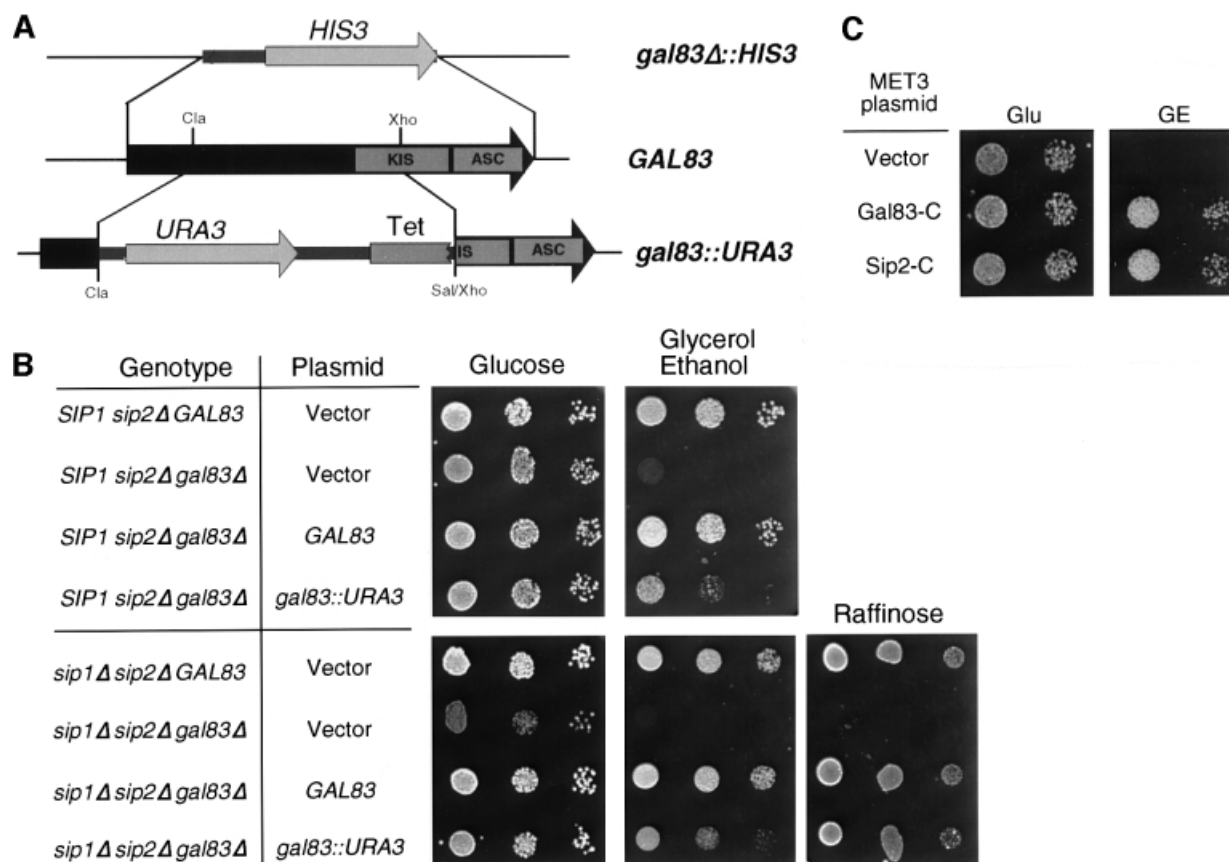 A
HIS3
gal83Δ::HIS3
Cla
Xho
KIS
ASC
GAL83
URA3
Tet
IS
ASC
gal83::URA3
Cla
Sal/Xho
B
Genotype Plasmid Glucose Glycerol Ethanol
SIP1 sip2Δ GAL83 Vector
SIP1 sip2Δ gal83Δ Vector
SIP1 sip2Δ gal83Δ GAL83
SIP1 sip2Δ gal83Δ gal83::URA3
Raffinose
sip1Δ sip2Δ GAL83 Vector
sip1Δ sip2Δ gal83Δ Vector
sip1Δ sip2Δ gal83Δ GAL83
sip1Δ sip2Δ gal83Δ gal83::URA3
C
MET3 plasmid Glu GE
Vector
Gal83-C
Sip2-C